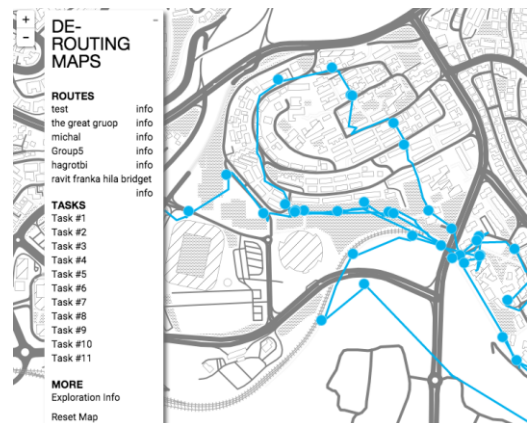 +
−
DE-
ROUTING
MAPS
−
ROUTES
test info
the great gruop info
michal info
Group5 info
hagrotbi info
ravit franka hila bridget
info
TASKS
Task #1
Task #2
Task #3
Task #4
Task #5
Task #6
Task #7
Task #8
Task #9
Task #10
Task #11
MORE
Exploration Info
Reset Map